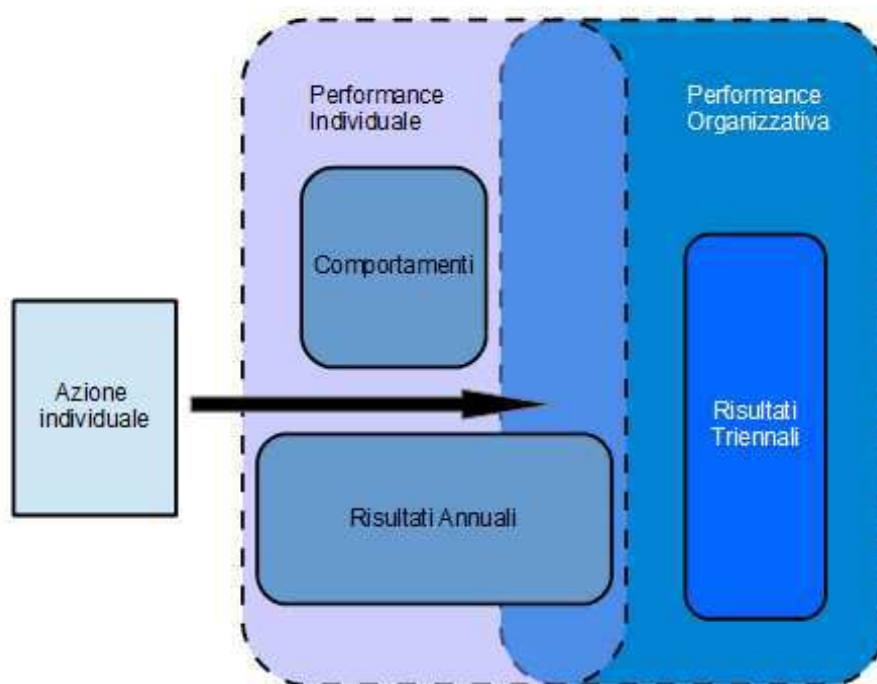 Performance
Individuale
Performance
Organizzativa
Comportamenti
Azione
individuale
Risultati
Triennali
Risultati Annuali